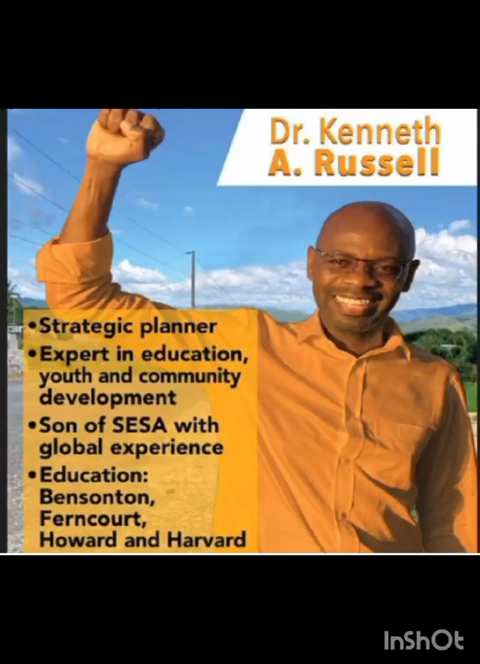 Dr. Kenneth
A. Russell
•Strategic planner
•Expert in education,
youth and community
development
•Son of SESA with
global experience
•Education:
Bensonton,
Ferncourt,
Howard and Harvard
InShOt